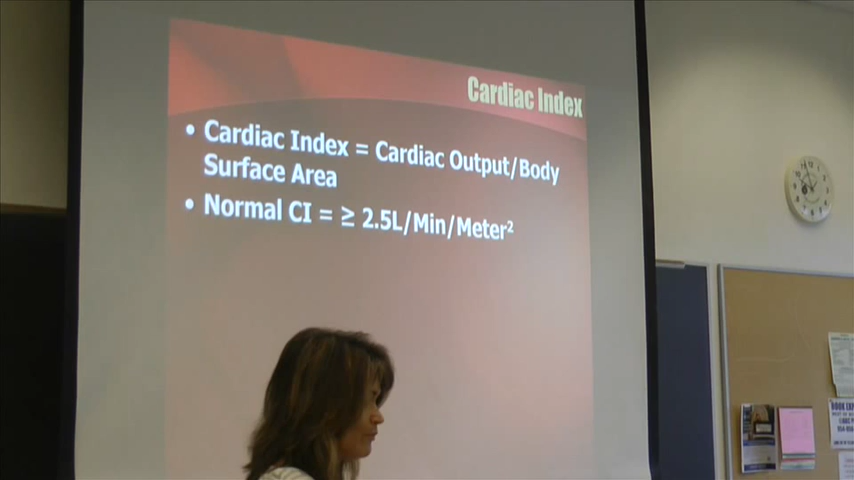 Cardiac Index
• Cardiac Index = Cardiac Output/Body
Surface Area
• Normal CI = ≥ 2.5L/Min/Meter²